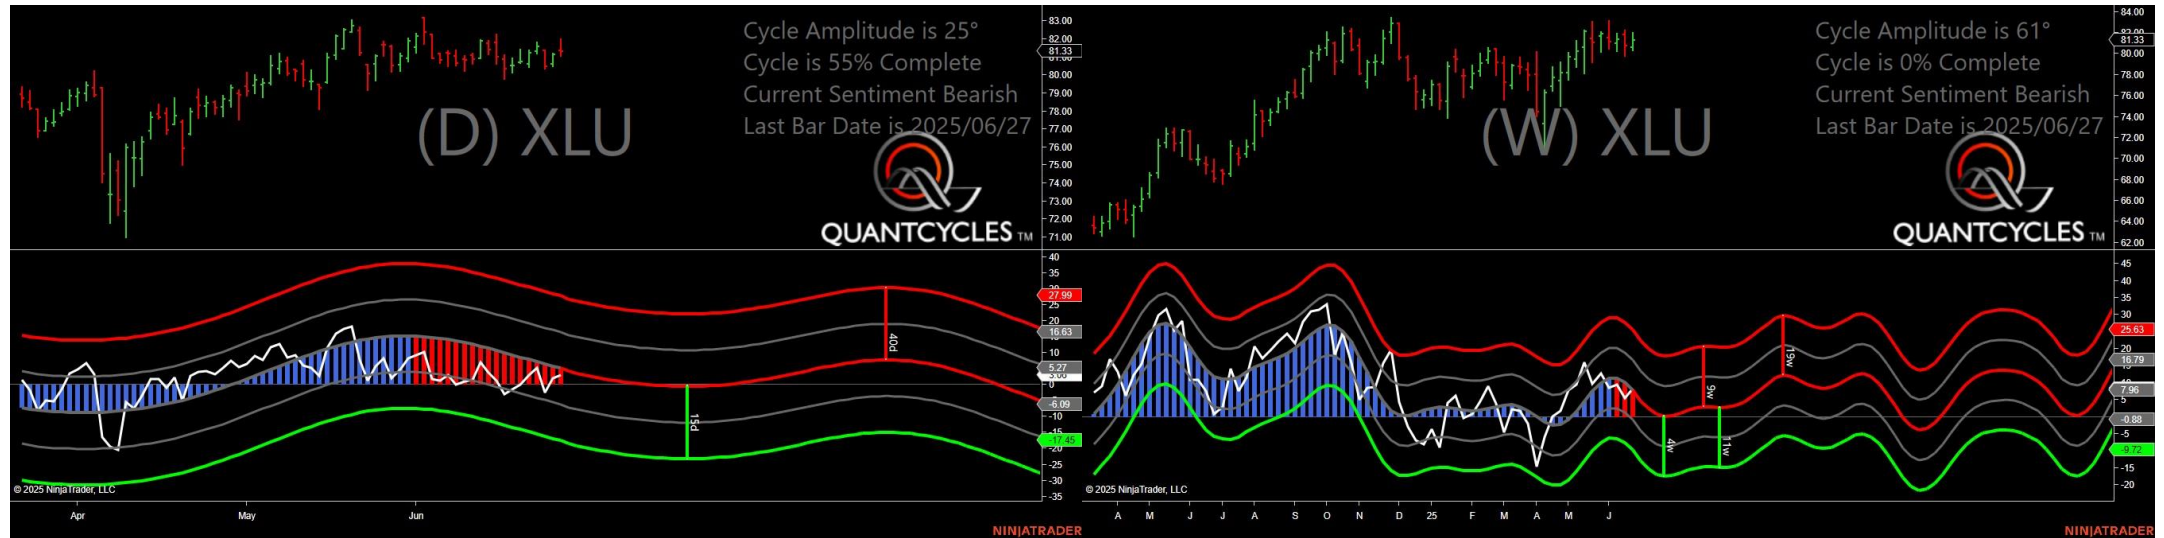 Cycle Amplitude is 25°
Cycle is 55% Complete
Current Sentiment Bearish
Last Bar Date is 2025/06/27
(D) XLU
QUANTCYCLES TM
83.00
82.00
81.33
80.00
79.00
78.00
77.00
76.00
75.00
74.00
73.00
72.00
71.00
40
35
27.99
25
20
16.63
10
5.27
0
-6.09
-10
-17.45
-20
-25
-30
-35
40d
15d
© 2025 NinjaTrader, LLC
Apr May Jun
NINJATRADER
Cycle Amplitude is 61°
Cycle is 0% Complete
Current Sentiment Bearish
Last Bar Date is 2025/06/27
(W) XLU
QUANTCYCLES TM
84.00
81.33
80.00
78.00
76.00
74.00
72.00
70.00
68.00
66.00
64.00
62.00
45
40
35
30
25.63
20
16.79
7.96
5
-0.88
-5
-9.72
-15
-20
4w
9w
11w
19w
© 2025 NinjaTrader, LLC
A M J J A S O N D 25 F M A M J
NINJATRADER